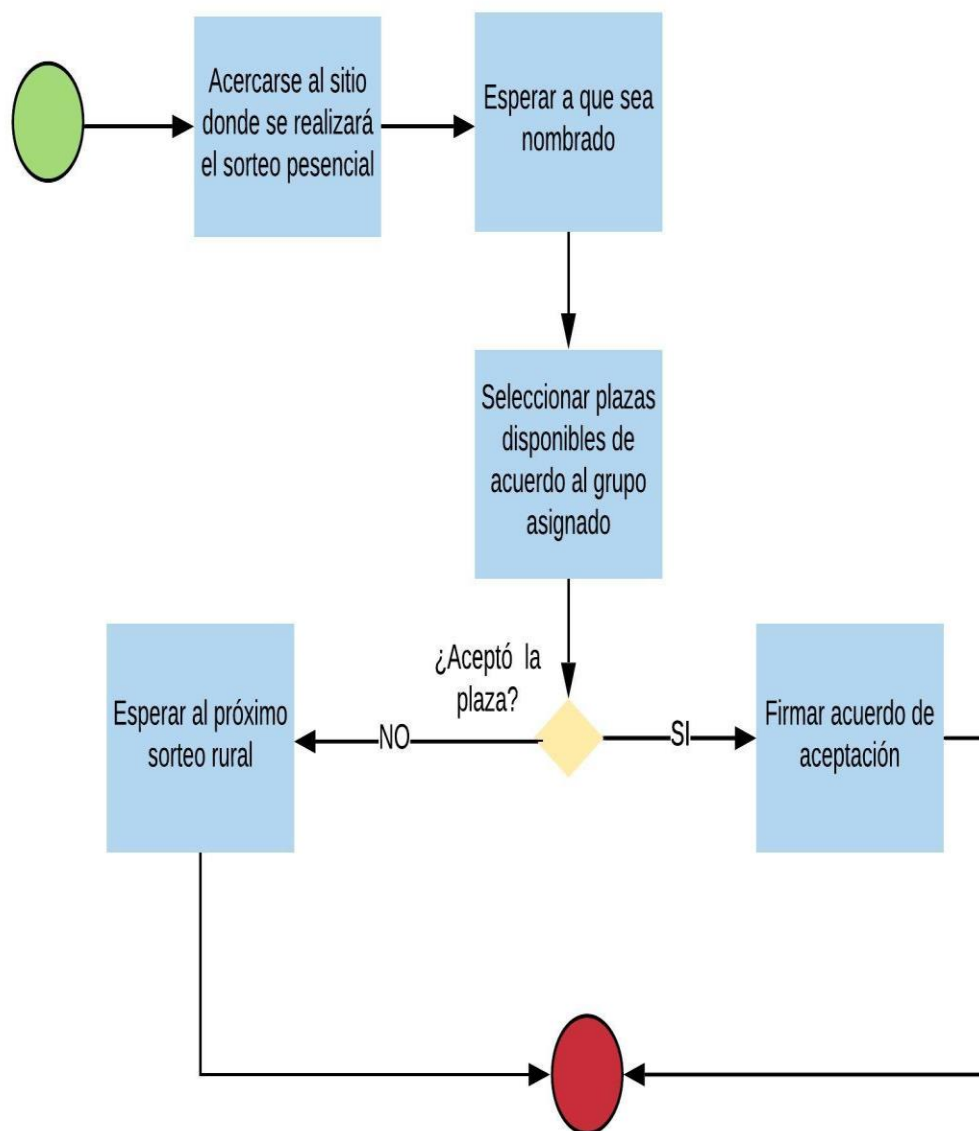 Acercarse al sitio
donde se realizará
el sorteo pesencial
Esperar a que sea
nombrado
Seleccionar plazas
disponibles de
acuerdo al grupo
asignado
¿Aceptó la
plaza?
Esperar al próximo
sorteo rural
NO
SI
Firmar acuerdo de
aceptación